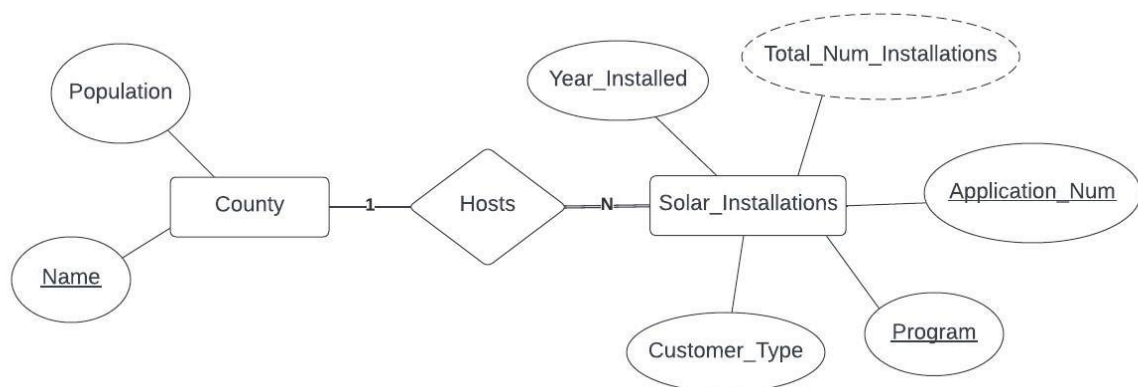 Total_Num_Installations
Year_Installed
Population
Application_Num
County
1
Hosts
N
Solar_Installations
Name
Program
Customer_Type